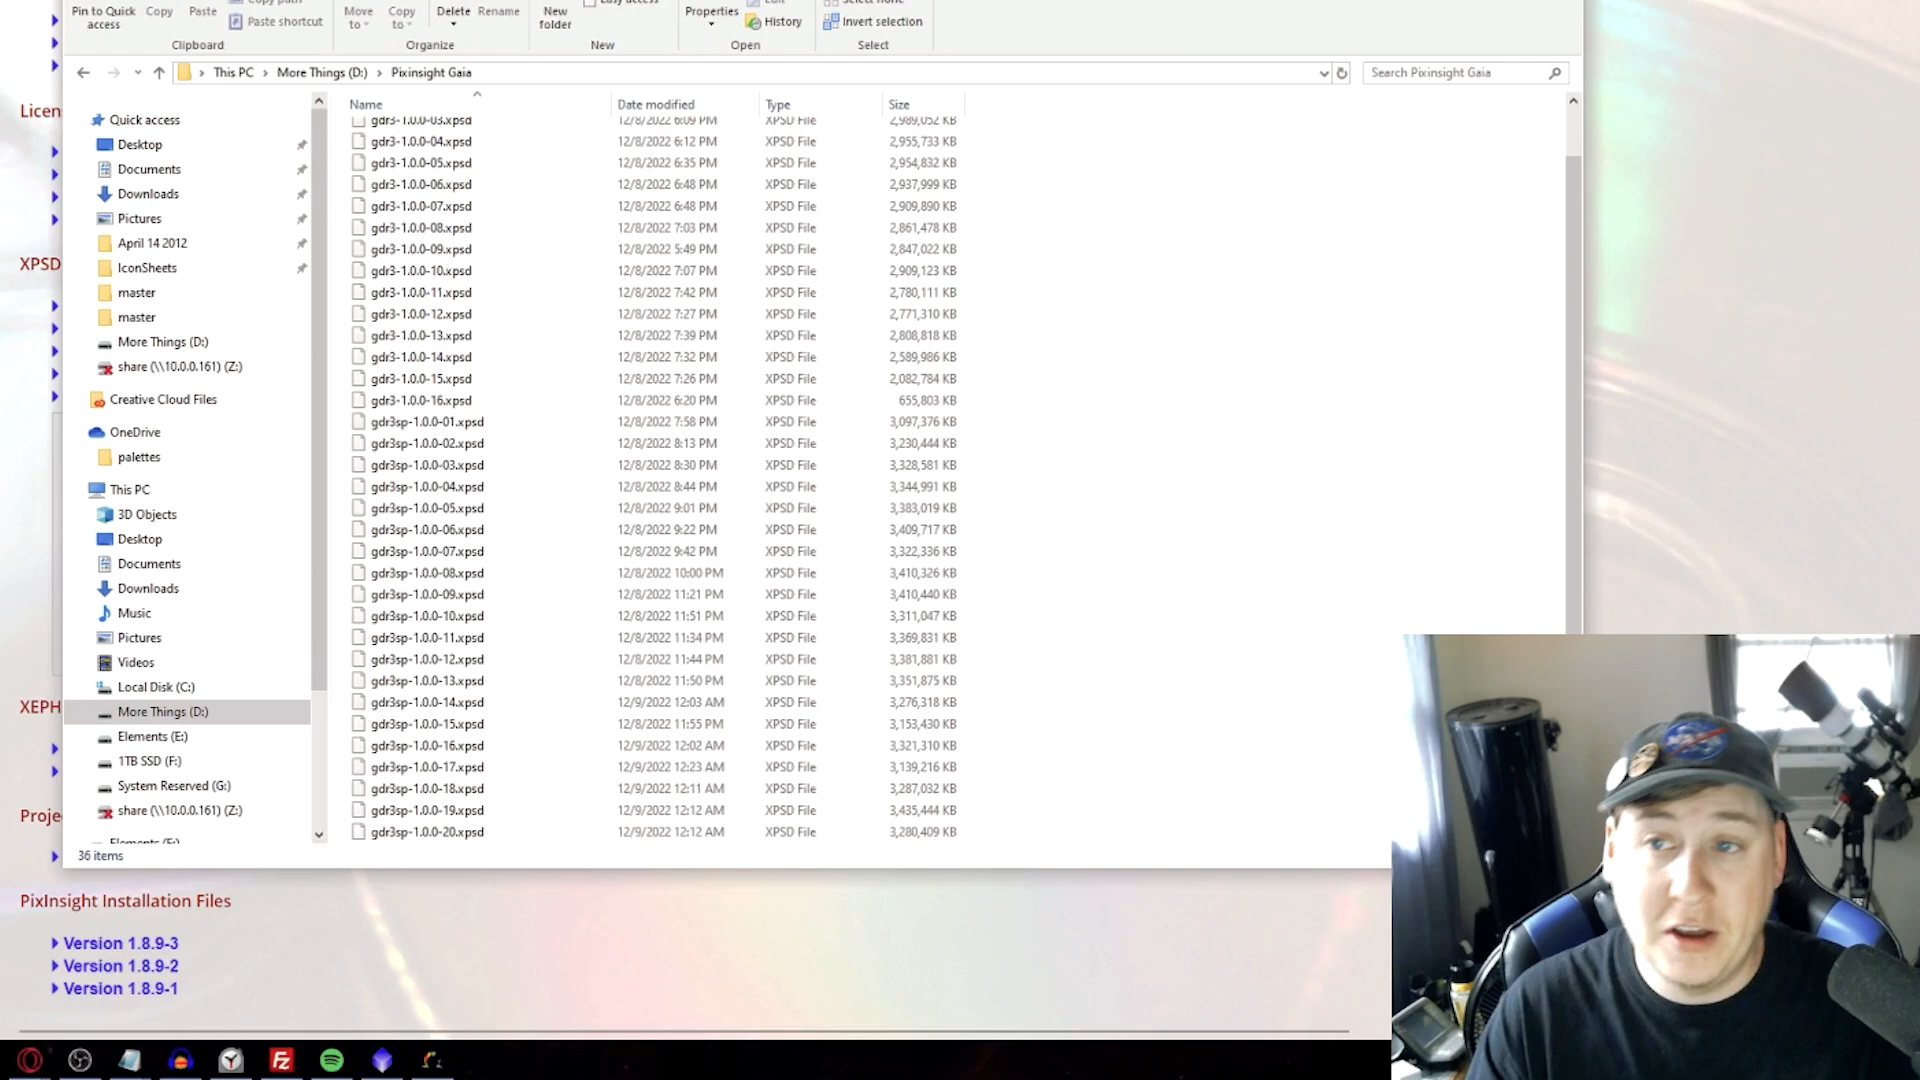 Pin to Quick access
Copy
Paste
Paste shortcut
Move to
Copy to
Delete
Rename
New folder
Properties
History
Invert selection
Clipboard
Organize
New
Open
Select
This PC > More Things (D:) > Pixinsight Gaia
Search Pixinsight Gaia
Licen
XPSD
XEPH
Proje
Quick access
Desktop
Documents
Downloads
Pictures
April 14 2012
IconSheets
master
master
More Things (D:)
share (\\10.0.0.161) (Z:)
Creative Cloud Files
OneDrive
palettes
This PC
3D Objects
Desktop
Documents
Downloads
Music
Pictures
Videos
Local Disk (C:)
More Things (D:)
Elements (E:)
1TB SSD (F:)
System Reserved (G:)
share (\\10.0.0.161) (Z:)
36 items
Name Date modified Type Size
gdr3-1.0.0-03.xpsd 12/8/2022 6:09 PM XPSD File 2,989,052 KB
gdr3-1.0.0-04.xpsd 12/8/2022 6:12 PM XPSD File 2,955,733 KB
gdr3-1.0.0-05.xpsd 12/8/2022 6:35 PM XPSD File 2,954,832 KB
gdr3-1.0.0-06.xpsd 12/8/2022 6:48 PM XPSD File 2,937,999 KB
gdr3-1.0.0-07.xpsd 12/8/2022 6:48 PM XPSD File 2,909,890 KB
gdr3-1.0.0-08.xpsd 12/8/2022 7:03 PM XPSD File 2,861,478 KB
gdr3-1.0.0-09.xpsd 12/8/2022 5:49 PM XPSD File 2,847,022 KB
gdr3-1.0.0-10.xpsd 12/8/2022 7:07 PM XPSD File 2,909,123 KB
gdr3-1.0.0-11.xpsd 12/8/2022 7:42 PM XPSD File 2,780,111 KB
gdr3-1.0.0-12.xpsd 12/8/2022 7:27 PM XPSD File 2,771,310 KB
gdr3-1.0.0-13.xpsd 12/8/2022 7:39 PM XPSD File 2,808,818 KB
gdr3-1.0.0-14.xpsd 12/8/2022 7:32 PM XPSD File 2,589,986 KB
gdr3-1.0.0-15.xpsd 12/8/2022 7:26 PM XPSD File 2,082,784 KB
gdr3-1.0.0-16.xpsd 12/8/2022 6:20 PM XPSD File 655,803 KB
gdr3sp-1.0.0-01.xpsd 12/8/2022 7:58 PM XPSD File 3,097,376 KB
gdr3sp-1.0.0-02.xpsd 12/8/2022 8:13 PM XPSD File 3,230,444 KB
gdr3sp-1.0.0-03.xpsd 12/8/2022 8:30 PM XPSD File 3,328,581 KB
gdr3sp-1.0.0-04.xpsd 12/8/2022 8:44 PM XPSD File 3,344,991 KB
gdr3sp-1.0.0-05.xpsd 12/8/2022 9:01 PM XPSD File 3,383,019 KB
gdr3sp-1.0.0-06.xpsd 12/8/2022 9:22 PM XPSD File 3,409,717 KB
gdr3sp-1.0.0-07.xpsd 12/8/2022 9:42 PM XPSD File 3,322,336 KB
gdr3sp-1.0.0-08.xpsd 12/8/2022 10:00 PM XPSD File 3,410,326 KB
gdr3sp-1.0.0-09.xpsd 12/8/2022 11:21 PM XPSD File 3,410,440 KB
gdr3sp-1.0.0-10.xpsd 12/8/2022 11:51 PM XPSD File 3,311,047 KB
gdr3sp-1.0.0-11.xpsd 12/8/2022 11:34 PM XPSD File 3,369,831 KB
gdr3sp-1.0.0-12.xpsd 12/8/2022 11:44 PM XPSD File 3,381,881 KB
gdr3sp-1.0.0-13.xpsd 12/8/2022 11:50 PM XPSD File 3,351,875 KB
gdr3sp-1.0.0-14.xpsd 12/9/2022 12:03 AM XPSD File 3,276,318 KB
gdr3sp-1.0.0-15.xpsd 12/8/2022 11:55 PM XPSD File 3,153,430 KB
gdr3sp-1.0.0-16.xpsd 12/9/2022 12:02 AM XPSD File 3,321,310 KB
gdr3sp-1.0.0-17.xpsd 12/9/2022 12:23 AM XPSD File 3,139,216 KB
gdr3sp-1.0.0-18.xpsd 12/9/2022 12:11 AM XPSD File 3,287,032 KB
gdr3sp-1.0.0-19.xpsd 12/9/2022 12:12 AM XPSD File 3,435,444 KB
gdr3sp-1.0.0-20.xpsd 12/9/2022 12:12 AM XPSD File 3,280,409 KB
PixInsight Installation Files
Version 1.8.9-3
Version 1.8.9-2
Version 1.8.9-1